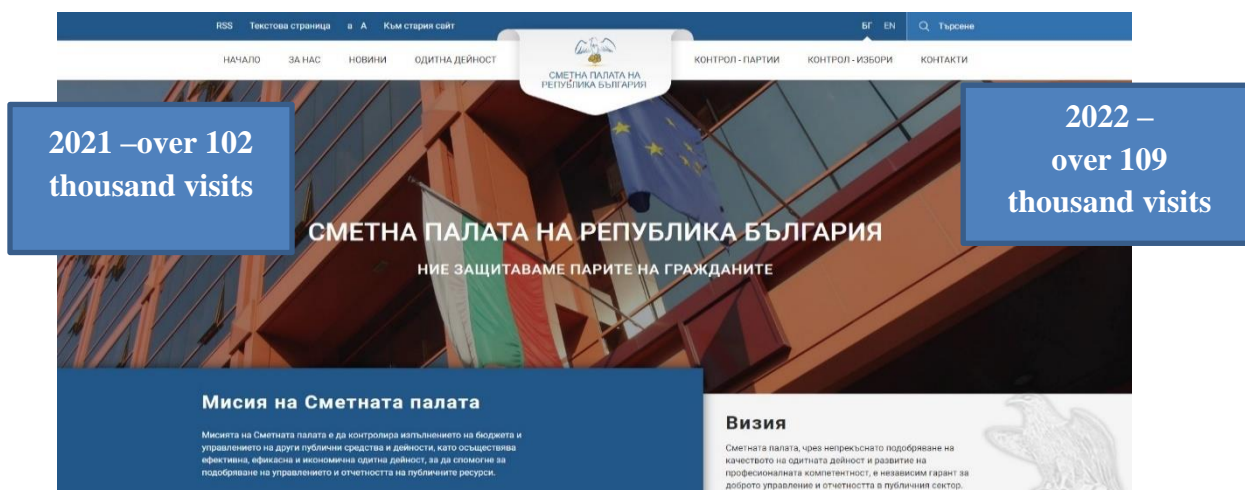 RSS Текстова страница a A Към стария сайт
БГ EN Търсене
НАЧАЛО ЗА НАС НОВИНИ ОДИТНА ДЕЙНОСТ
СМЕТНА ПАЛАТА НА
РЕПУБЛИКА БЪЛГАРИЯ
КОНТРОЛ - ПАРТИИ КОНТРОЛ - ИЗБОРИ КОНТАКТИ
2021 –over 102
thousand visits
2022 –
over 109
thousand visits
СМЕТНА ПАЛАТА НА РЕПУБЛИКА БЪЛГАРИЯ
НИЕ ЗАЩИТАВАМЕ ПАРИТЕ НА ГРАЖДАНИТЕ
Мисия на Сметната палата
Мисията на Сметната палата е да контролира изпълнението на бюджета и
управлението на други публични средства и дейности, като осъществява
ефективна, ефикасна и икономична одитна дейност, за да спомогне за
подобряване на управлението и отчетността на публичните ресурси.
Визия
Сметната палата, чрез непрекъснато подобряване на
качеството на одитната дейност и развитие на
професионалната компетентност, е независим гарант за
доброто управление и отчетността в публичния сектор.